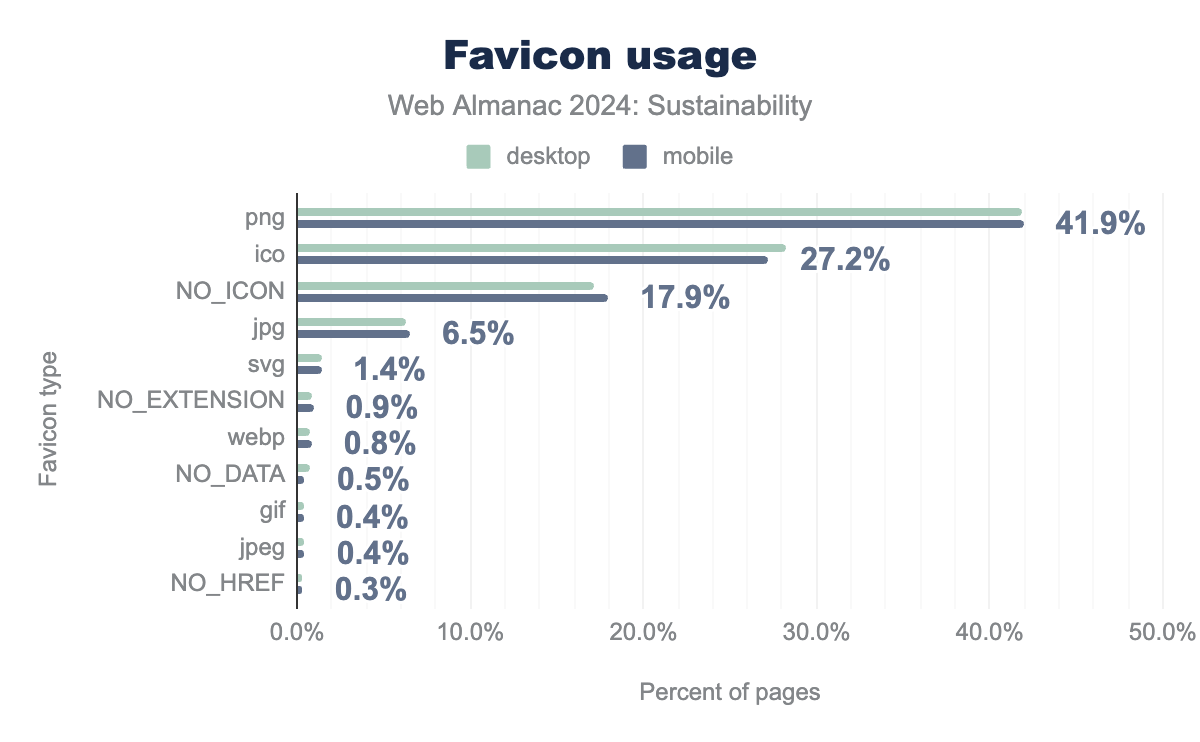 Favicon usage
Web Almanac 2024: Sustainability
desktop mobile
png 41.9%
ico 27.2%
NO_ICON 17.9%
jpg 6.5%
svg 1.4%
NO_EXTENSION 0.9%
webp 0.8%
NO_DATA 0.5%
gif 0.4%
jpeg 0.4%
NO_HREF 0.3%
Favicon type
0.0% 10.0% 20.0% 30.0% 40.0% 50.0%
Percent of pages